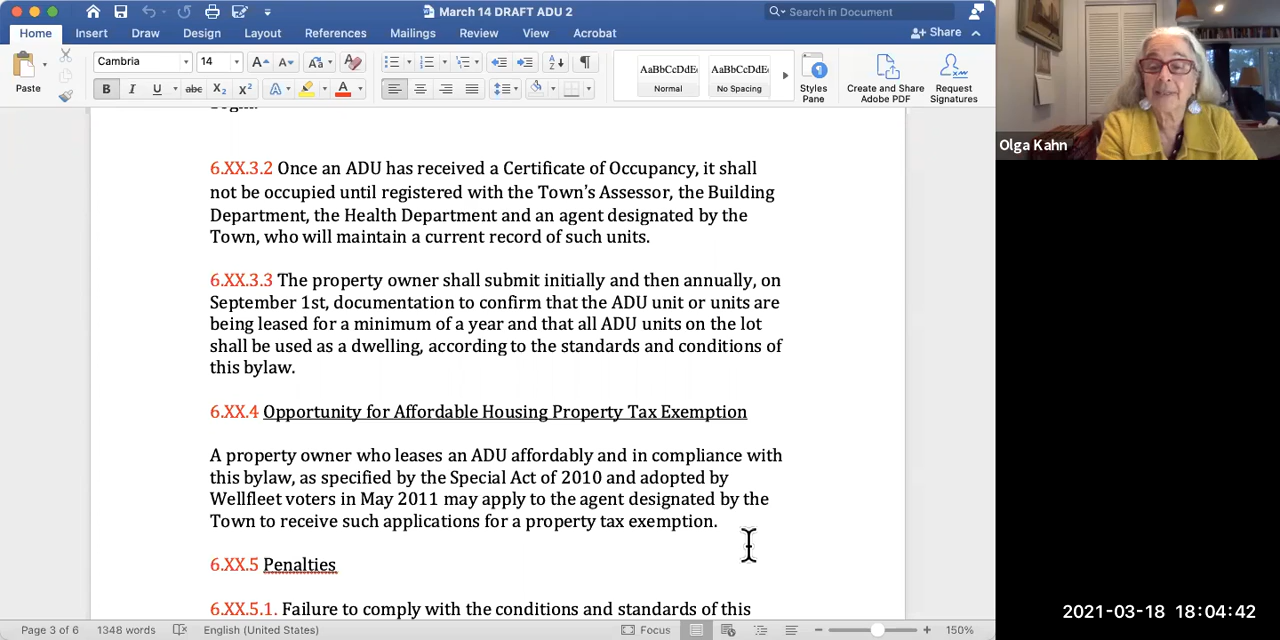 March 14 DRAFT ADU 2
Search in Document
Home Insert Draw Design Layout References Mailings Review View Acrobat Share
Paste
Cambria 14
AaBbCcDdE
Normal
AaBbCcDdE
No Spacing
Styles Pane
Create and Share Adobe PDF
Request Signatures
Olga Kahn
6.XX.3.2 Once an ADU has received a Certificate of Occupancy, it shall
not be occupied until registered with the Town's Assessor, the Building
Department, the Health Department and an agent designated by the
Town, who will maintain a current record of such units.
6.XX.3.3 The property owner shall submit initially and then annually, on
September 1st, documentation to confirm that the ADU unit or units are
being leased for a minimum of a year and that all ADU units on the lot
shall be used as a dwelling, according to the standards and conditions of
this bylaw.
6.XX.4 Opportunity for Affordable Housing Property Tax Exemption
A property owner who leases an ADU affordably and in compliance with
this bylaw, as specified by the Special Act of 2010 and adopted by
Wellfleet voters in May 2011 may apply to the agent designated by the
Town to receive such applications for a property tax exemption.
6.XX.5 Penalties
6.XX.5.1. Failure to comply with the conditions and standards of this
Page 3 of 6 1348 words English (United States) Focus 150%
2021-03-18 18:04:42